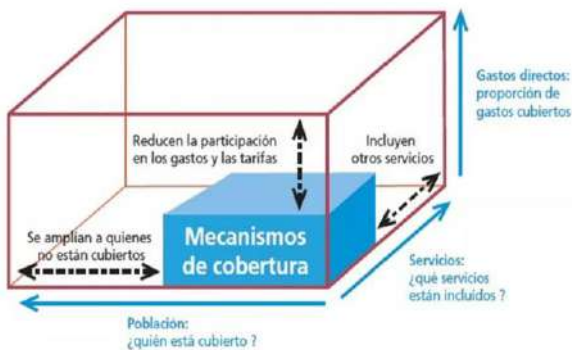 Gastos directos:
proporción de
gastos cubiertos
Reducen la participación
en los gastos y las tarifas
Incluyen
otros servicios
Se amplían a quienes
no están cubiertos
Mecanismos
de cobertura
Servicios:
¿qué servicios
están incluídos ?
Población:
¿quién está cubierto ?